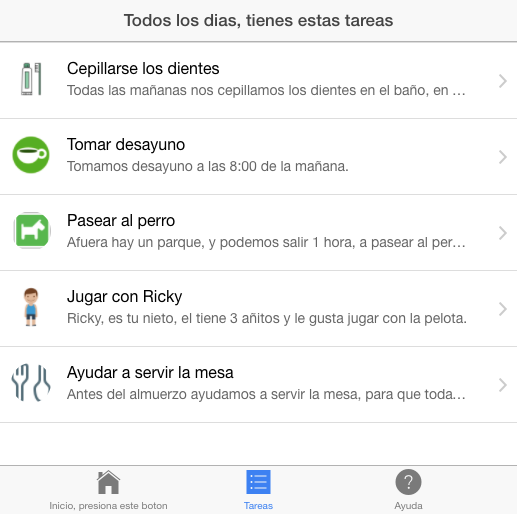 Todos los dias, tienes estas tareas
Cepillarse los dientes
Todas las mañanas nos cepillamos los dientes en el baño, en ...
Tomar desayuno
Tomamos desayuno a las 8:00 de la mañana.
Pasear al perro
Afuera hay un parque, y podemos salir 1 hora, a pasear al per...
Jugar con Ricky
Ricky, es tu nieto, el tiene 3 añitos y le gusta jugar con la pelota.
Ayudar a servir la mesa
Antes del almuerzo ayudamos a servir la mesa, para que toda...
Inicio, presiona este boton
Tareas
Ayuda